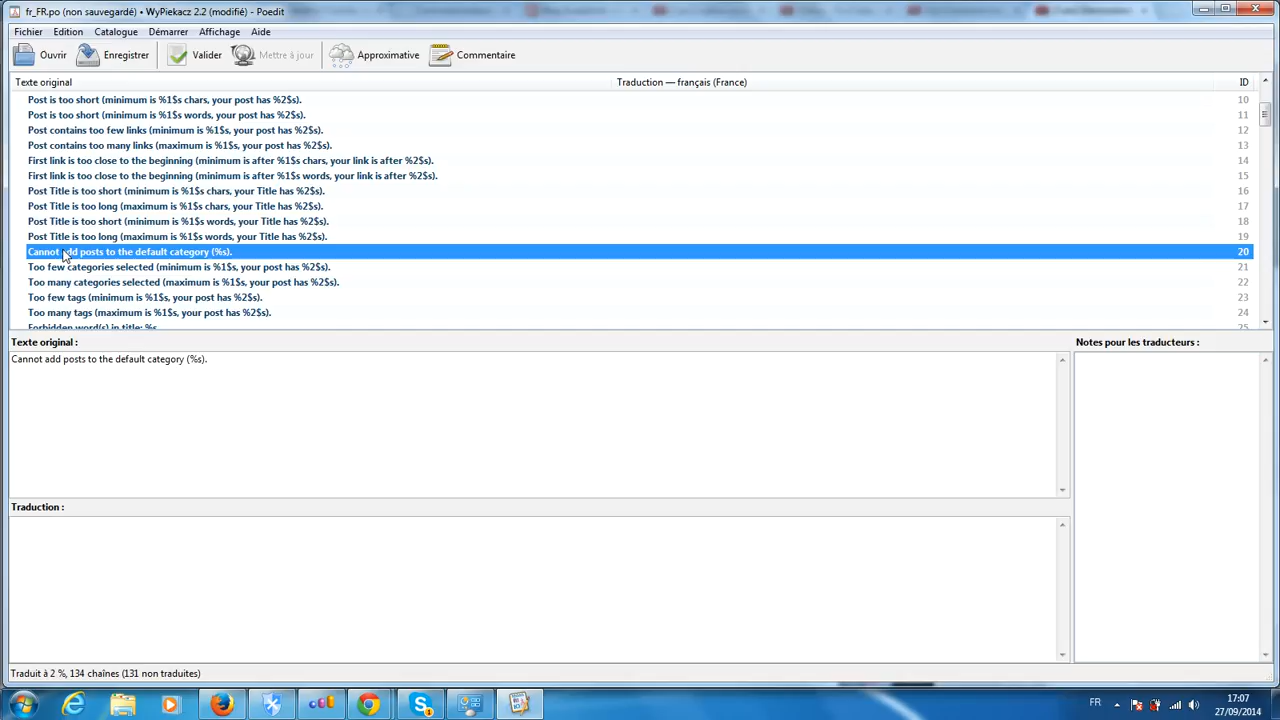 fr_FR.po (non sauvegardé) • WyPiekacz 2.2 (modifié) - Poedit
Fichier Edition Catalogue Démarrer Affichage Aide
Ouvrir Enregistrer Valider Mettre à jour Approximative Commentaire
Texte original Traduction — français (France) ID
Post is too short (minimum is %1$s chars, your post has %2$s). 10
Post is too short (minimum is %1$s words, your post has %2$s). 11
Post contains too few links (minimum is %1$s, your post has %2$s). 12
Post contains too many links (maximum is %1$s, your post has %2$s). 13
First link is too close to the beginning (minimum is after %1$s chars, your link is after %2$s). 14
First link is too close to the beginning (minimum is after %1$s words, your link is after %2$s). 15
Post Title is too short (minimum is %1$s chars, your Title has %2$s). 16
Post Title is too long (maximum is %1$s chars, your Title has %2$s). 17
Post Title is too short (minimum is %1$s words, your Title has %2$s). 18
Post Title is too long (maximum is %1$s words, your Title has %2$s). 19
Cannot add posts to the default category (%s). 20
Too few categories selected (minimum is %1$s, your post has %2$s). 21
Too many categories selected (maximum is %1$s, your post has %2$s). 22
Too few tags (minimum is %1$s, your post has %2$s). 23
Too many tags (maximum is %1$s, your post has %2$s). 24
Forbidden word(s) in title: %s 25
Texte original : Notes pour les traducteurs :
Cannot add posts to the default category (%s).
Traduction :
Traduit à 2 %, 134 chaînes (131 non traduites)
FR 17:07
27/09/2014